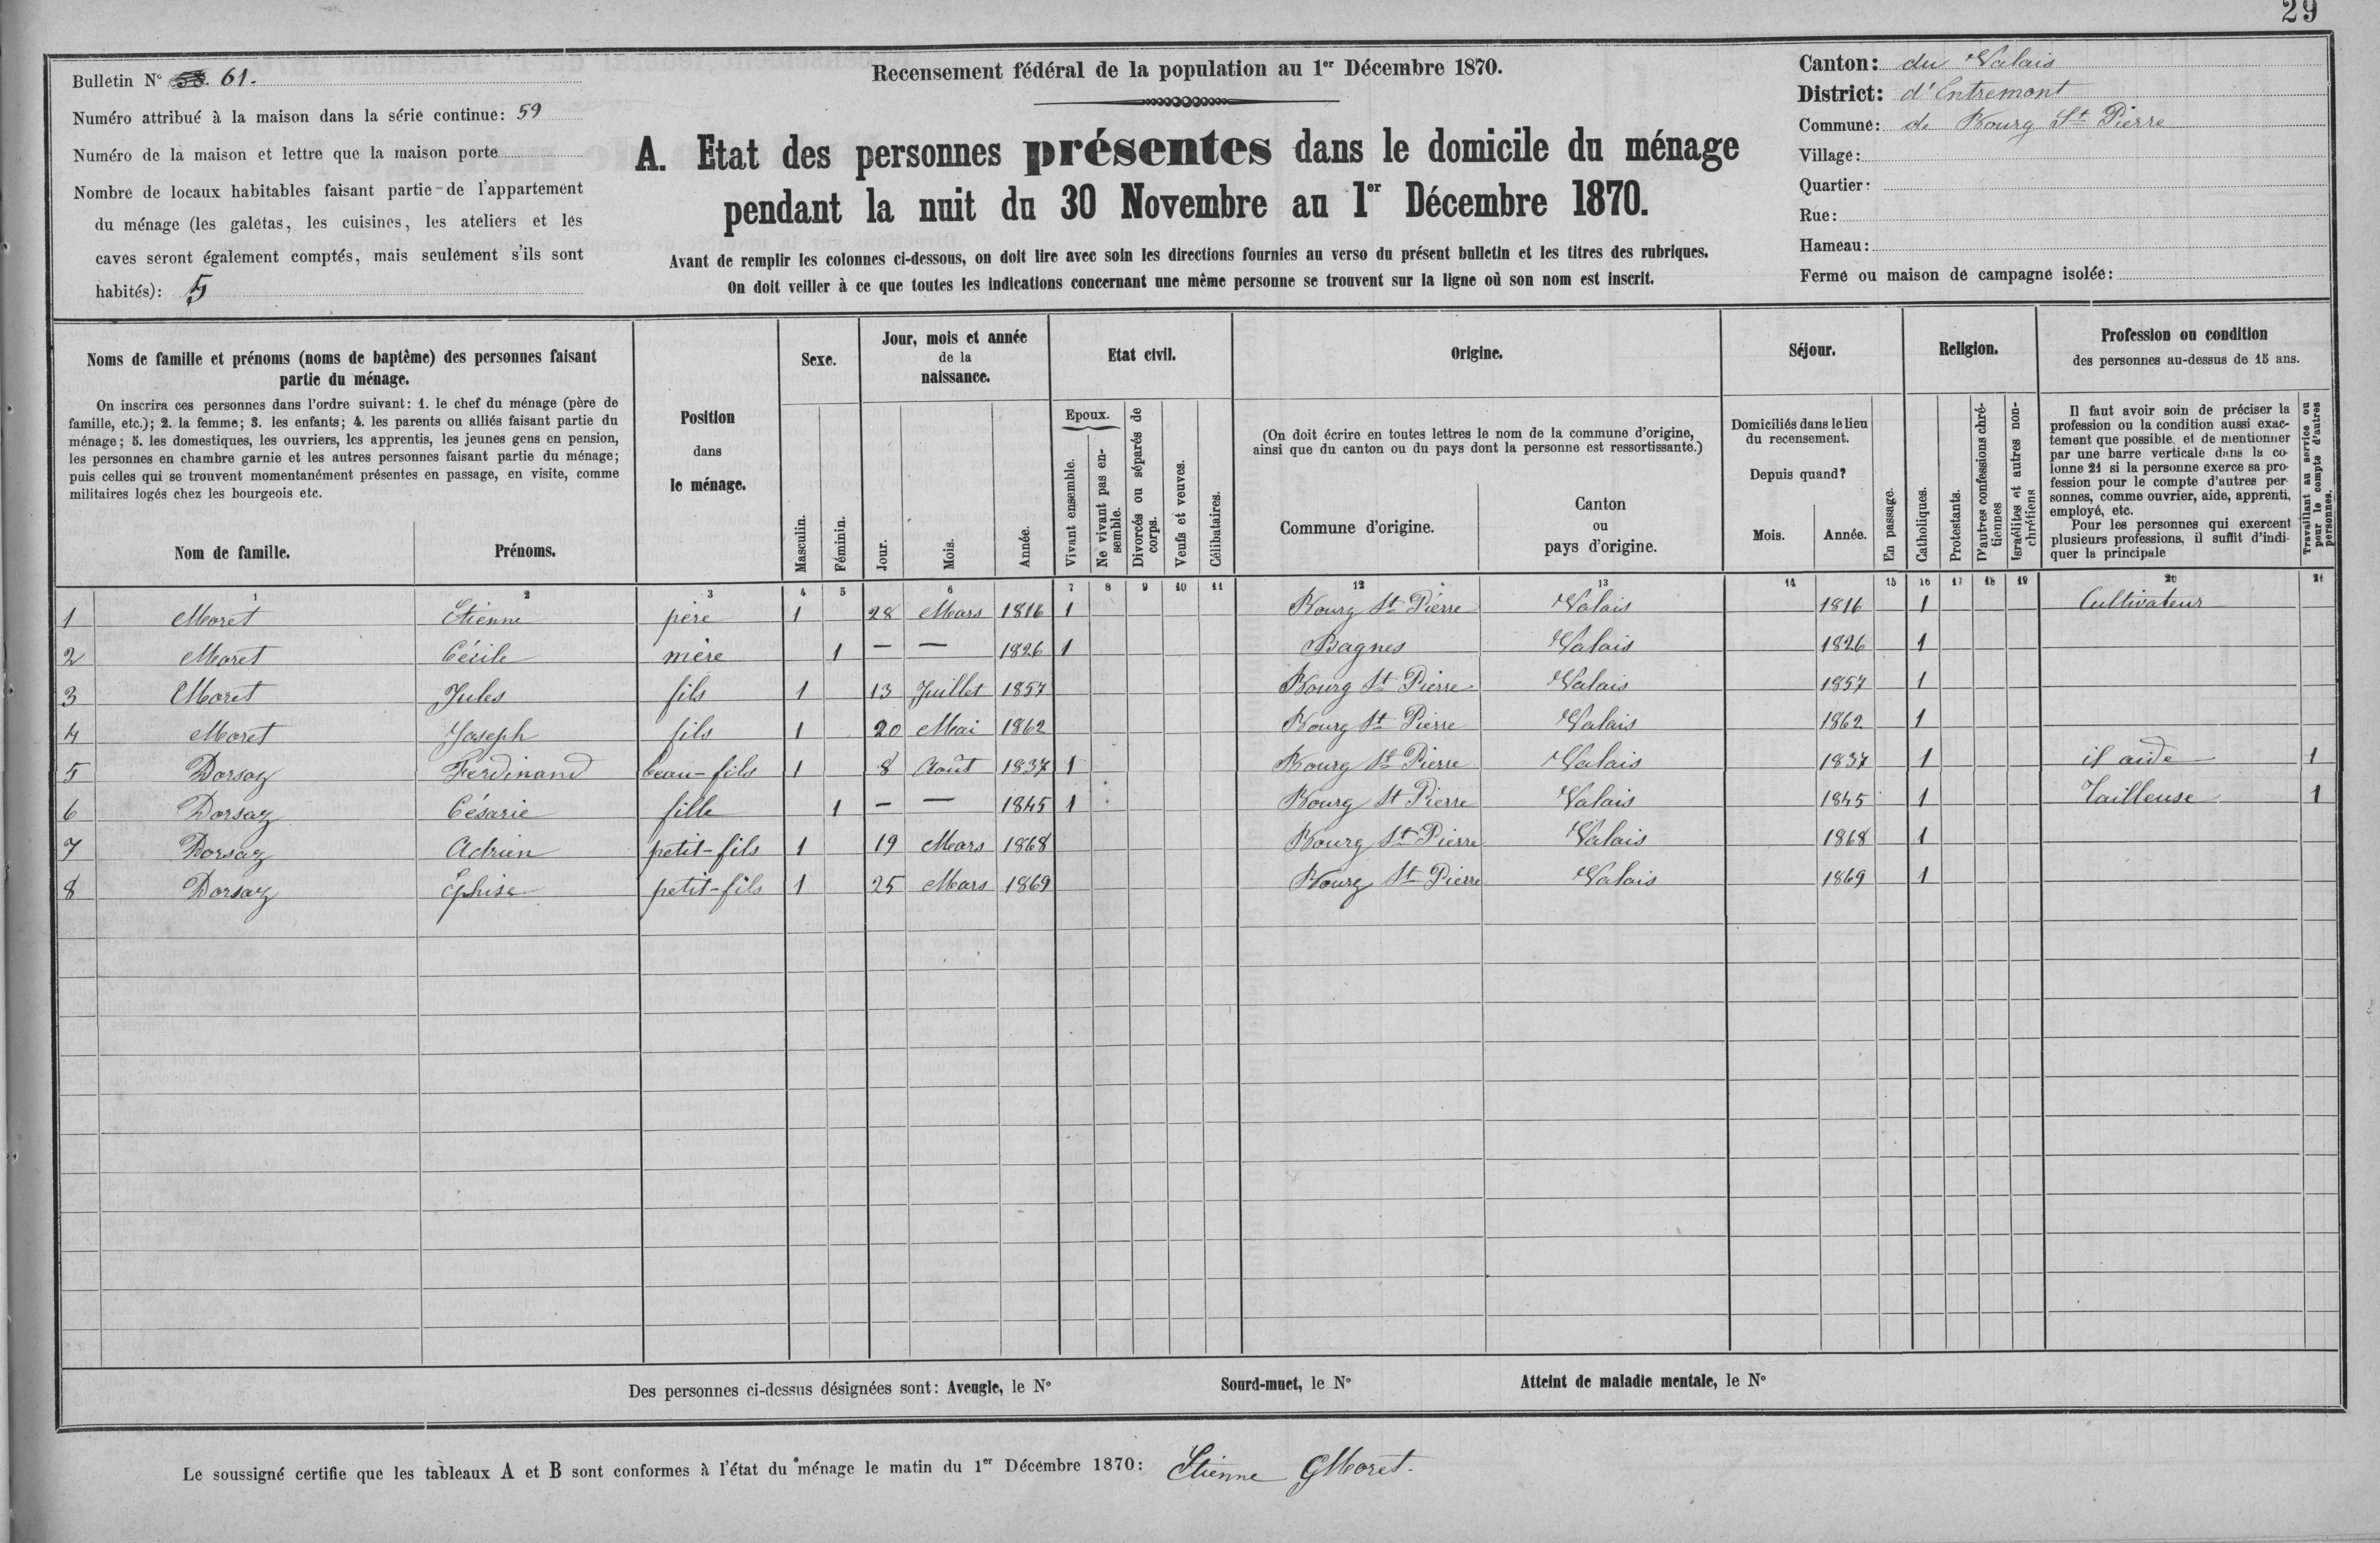 29
Bulletin N° 58. 61.
Numéro attribué à la maison dans la série continue: 59
Numéro de la maison et lettre que la maison porte
Nombre de locaux habitables faisant partie de l'appartement
du ménage (les galetas, les cuisines, les ateliers et les
caves seront également comptés, mais seulement s'ils sont
habités): 5
Recensement fédéral de la population au 1er Décembre 1870.
A. Etat des personnes présentes dans le domicile du ménage
pendant la nuit du 30 Novembre au 1er Décembre 1870.
Avant de remplir les colonnes ci-dessous, on doit lire avec soin les directions fournies au verso du présent bulletin et les titres des rubriques.
On doit veiller à ce que toutes les indications concernant une même personne se trouvent sur la ligne où son nom est inscrit.
Canton: du Valais
District: d'Entremont
Commune: de Bourg St Pierre
Village:
Quartier:
Rue:
Hameau:
Ferme ou maison de campagne isolée:
Noms de famille et prénoms (noms de baptême) des personnes faisant
partie du ménage.
On inscrira ces personnes dans l'ordre suivant: 1. le chef du ménage (père de
famille, etc.); 2. la femme; 3. les enfants; 4. les parents ou alliés faisant partie du
ménage; 5. les domestiques, les ouvriers, les apprentis, les jeunes gens en pension,
les personnes en chambre garnie et les autres personnes faisant partie du ménage;
puis celles qui se trouvent momentanément présentes en passage, en visite, comme
militaires logés chez les bourgeois etc.
Nom de famille. Prénoms.
Position
dans
le ménage.
Sexe.
Masculin. Féminin.
Jour, mois et année
de la
naissance.
Jour. Mois. Année.
Etat civil.
Epoux.
Vivant ensemble.
Ne vivant pas en-
semble.
Divorcés ou séparés de
corps.
Veufs et veuves.
Célibataires.
Origine.
(On doit écrire en toutes lettres le nom de la commune d'origine,
ainsi que du canton ou du pays dont la personne est ressortissante.)
Commune d'origine.
Canton
ou
pays d'origine.
Séjour.
Domiciliés dans le lieu
du recensement.
Depuis quand?
Mois. Année.
En passage.
Religion.
Catholiques.
Protestants.
D'autres confessions chré-
tiennes
Israélites et autres non-
chrétiens
Profession ou condition
des personnes au-dessus de 15 ans.
Il faut avoir soin de préciser la
profession ou la condition aussi exac-
tement que possible, et de mentionner
par une barre verticale dans la co-
lonne 21 si la personne exerce sa pro-
fession pour le compte d'autres per-
sonnes, comme ouvrier, aide, apprenti,
employé, etc.
Pour les personnes qui exercent
plusieurs professions, il suffit d'indi-
quer la principale
Travaillant au service ou
pour le compte d'autres
personnes.
1 2 3 4 5 6 7 8 9 10 11 12 13 14 15 16 17 18 19 20 21
1 Moret Étienne père 1 28 Mars 1816 1 Bourg St Pierre Valais 1816 1 Cultivateur
2 Moret Cécile mère 1 — — 1826 1 Bagnes Valais 1826 1
3 Moret Jules fils 1 13 Juillet 1857 Bourg St Pierre Valais 1857 1
4 Moret Joseph fils 1 20 Mai 1862 Bourg St Pierre Valais 1862 1
5 Dorsaz Ferdinand beau-fils 1 8 Août 1837 1 Bourg St Pierre Valais 1837 1 il aide 1
6 Dorsaz Césarie fille 1 — — 1845 1 Bourg St Pierre Valais 1845 1 Tailleuse 1
7 Dorsaz Adrien petit-fils 1 19 Mars 1868 Bourg St Pierre Valais 1868 1
8 Dorsaz Ephise petit-fils 1 25 Mars 1869 Bourg St Pierre Valais 1869 1
Des personnes ci-dessus désignées sont: Aveugle, le N° Sourd-muet, le N° Atteint de maladie mentale, le N°
Le soussigné certifie que les tableaux A et B sont conformes à l'état du ménage le matin du 1er Décembre 1870: Etienne GMoret.